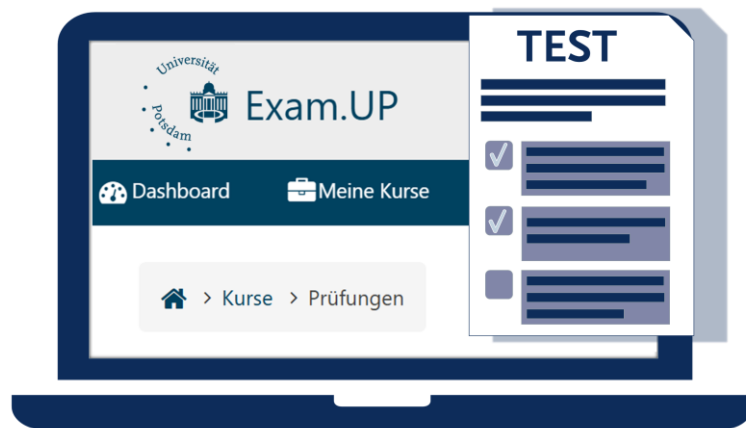 Universität
Potsdam
Exam.UP
Dashboard
Meine Kurse
> Kurse > Prüfungen
TEST